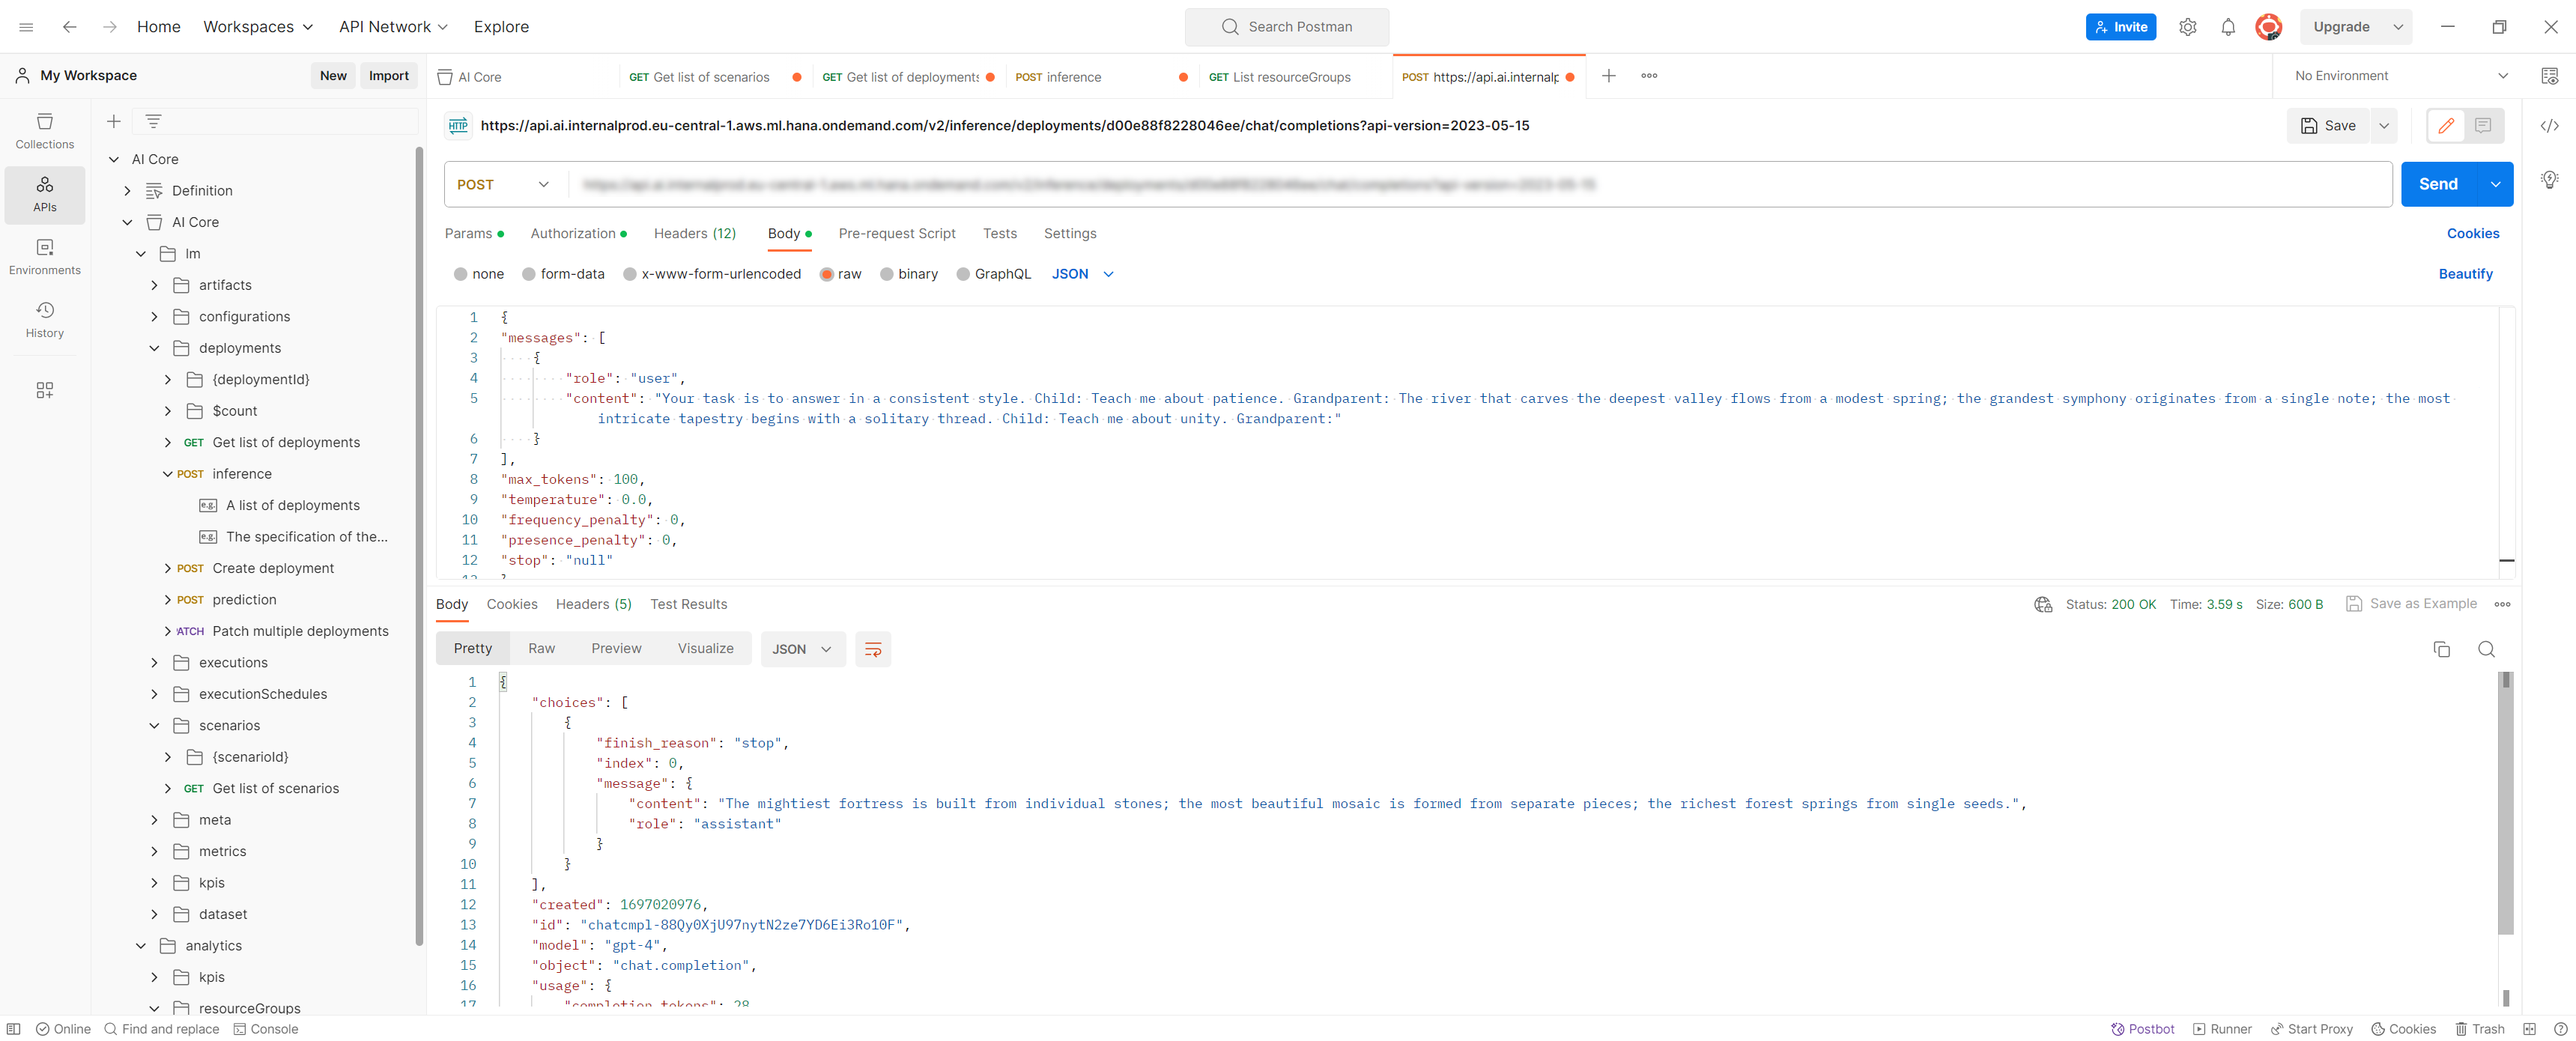 Home Workspaces API Network Explore Search Postman Invite Upgrade
My Workspace New Import AI Core GET Get list of scenarios GET Get list of deployments POST inference GET List resourceGroups POST https://api.ai.internalp No Environment
Collections
APIs
Environments
History
AI Core
Definition
AI Core
lm
artifacts
configurations
deployments
{deploymentId}
$count
GET Get list of deployments
POST inference
e.g. A list of deployments
e.g. The specification of the...
POST Create deployment
POST prediction
PATCH Patch multiple deployments
executions
executionSchedules
scenarios
{scenarioId}
GET Get list of scenarios
meta
metrics
kpis
dataset
analytics
kpis
resourceGroups
HTTP https://api.ai.internalprod.eu-central-1.aws.ml.hana.ondemand.com/v2/inference/deployments/d00e88f8228046ee/chat/completions?api-version=2023-05-15 Save
POST Send
Params Authorization Headers (12) Body Pre-request Script Tests Settings Cookies
none form-data x-www-form-urlencoded raw binary GraphQL JSON Beautify
1 {
2 "messages": [
3 {
4 "role": "user",
5 "content": "Your task is to answer in a consistent style. Child: Teach me about patience. Grandparent: The river that carves the deepest valley flows from a modest spring; the grandest symphony originates from a single note; the most
intricate tapestry begins with a solitary thread. Child: Teach me about unity. Grandparent:"
6 }
7 ],
8 "max_tokens": 100,
9 "temperature": 0.0,
10 "frequency_penalty": 0,
11 "presence_penalty": 0,
12 "stop": "null"
13 }
Body Cookies Headers (5) Test Results Status: 200 OK Time: 3.59 s Size: 600 B Save as Example
Pretty Raw Preview Visualize JSON
1 {
2 "choices": [
3 {
4 "finish_reason": "stop",
5 "index": 0,
6 "message": {
7 "content": "The mightiest fortress is built from individual stones; the most beautiful mosaic is formed from separate pieces; the richest forest springs from single seeds.",
8 "role": "assistant"
9 }
10 }
11 ],
12 "created": 1697020976,
13 "id": "chatcmpl-88Qy0XjU97nytN2ze7YD6Ei3Ro10F",
14 "model": "gpt-4",
15 "object": "chat.completion",
16 "usage": {
17 "completion_tokens": 28
Online Find and replace Console Postbot Runner Start Proxy Cookies Trash